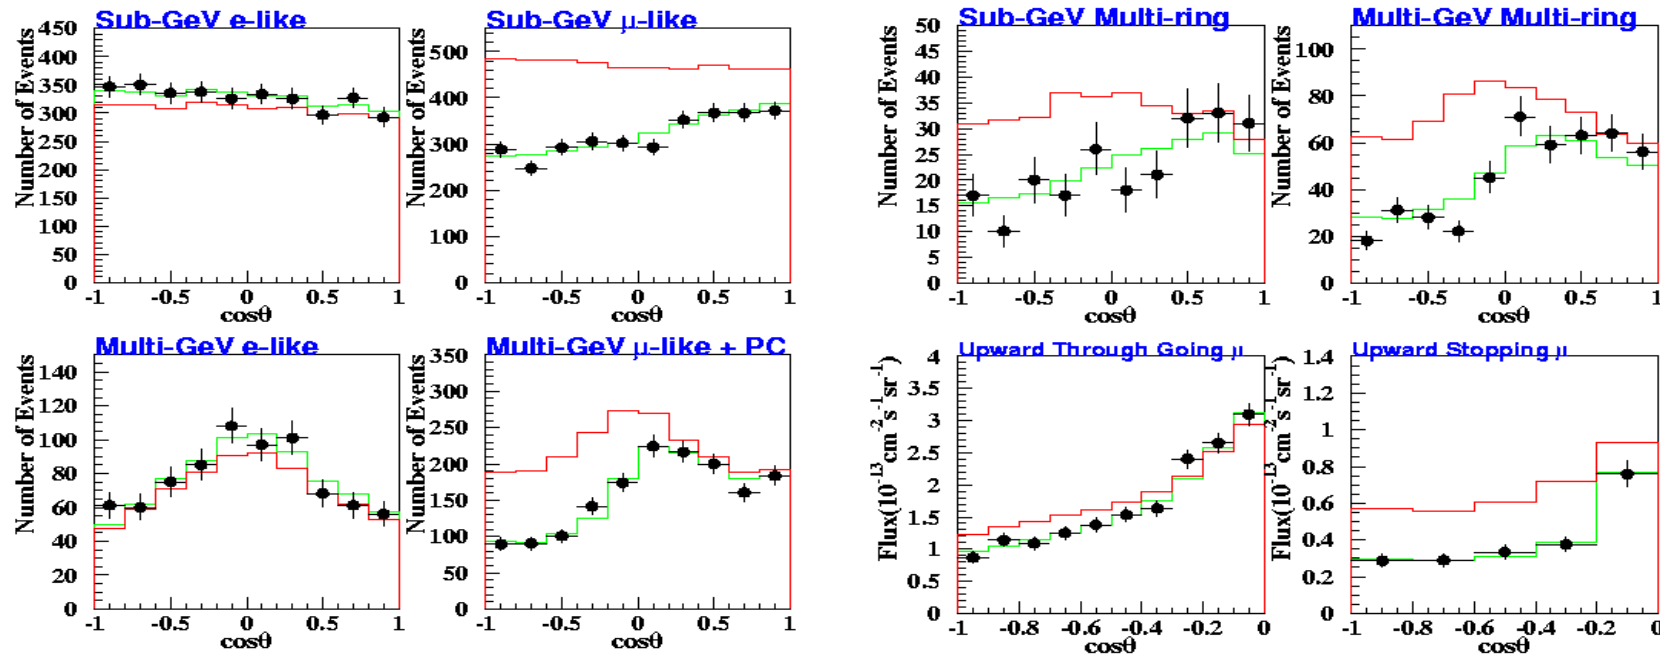 Sub-GeV e-like
Number of Events
450
400
350
300
250
200
150
100
50
0
-1 -0.5 0 0.5 1
cosθ
Sub-GeV μ-like
Number of Events
500
400
300
200
100
0
-1 -0.5 0 0.5 1
cosθ
Sub-GeV Multi-ring
Number of Events
50
45
40
35
30
25
20
15
10
5
0
-1 -0.5 0 0.5 1
cosθ
Multi-GeV Multi-ring
Number of Events
100
80
60
40
20
0
-1 -0.5 0 0.5 1
cosθ
Multi-GeV e-like
Number of Events
140
120
100
80
60
40
20
0
-1 -0.5 0 0.5 1
cosθ
Multi-GeV μ-like + PC
Number of Events
350
300
250
200
150
100
50
0
-1 -0.5 0 0.5 1
cosθ
Upward Through Going μ
Flux(10⁻¹³cm⁻²s⁻¹sr⁻¹)
4
3.5
3
2.5
2
1.5
1
0.5
0
-1 -0.8 -0.6 -0.4 -0.2 0
cosθ
Upward Stopping μ
Flux(10⁻¹³cm⁻²s⁻¹sr⁻¹)
1.4
1.2
1
0.8
0.6
0.4
0.2
0
-1 -0.8 -0.6 -0.4 -0.2 0
cosθ